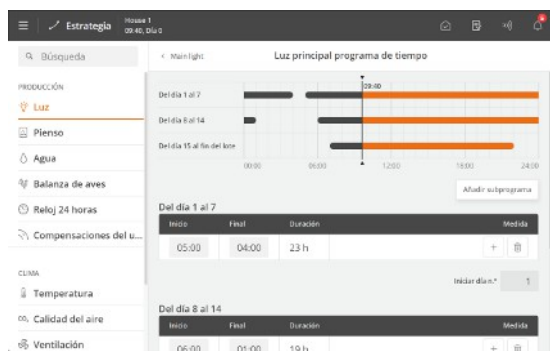 Estrategia
House 1
09:40, Día 0
Búsqueda
Main light
Luz principal programa de tiempo
PRODUCCIÓN
Luz
Pienso
Agua
Balanza de aves
Reloj 24 horas
Compensaciones del u...
CLIMA
Temperatura
CO₂ Calidad del aire
Ventilación
09:40
Del día 1 al 7
Del día 8 al 14
Del día 15 al fin del lote
00:00 06:00 12:00 18:00 24:00
Añadir subprograma
Del día 1 al 7
Inicio Final Duración Medida
05:00 04:00 23 h +
Iniciar día n.º 1
Del día 8 al 14
Inicio Final Duración Medida
06:00 01:00 19 h +